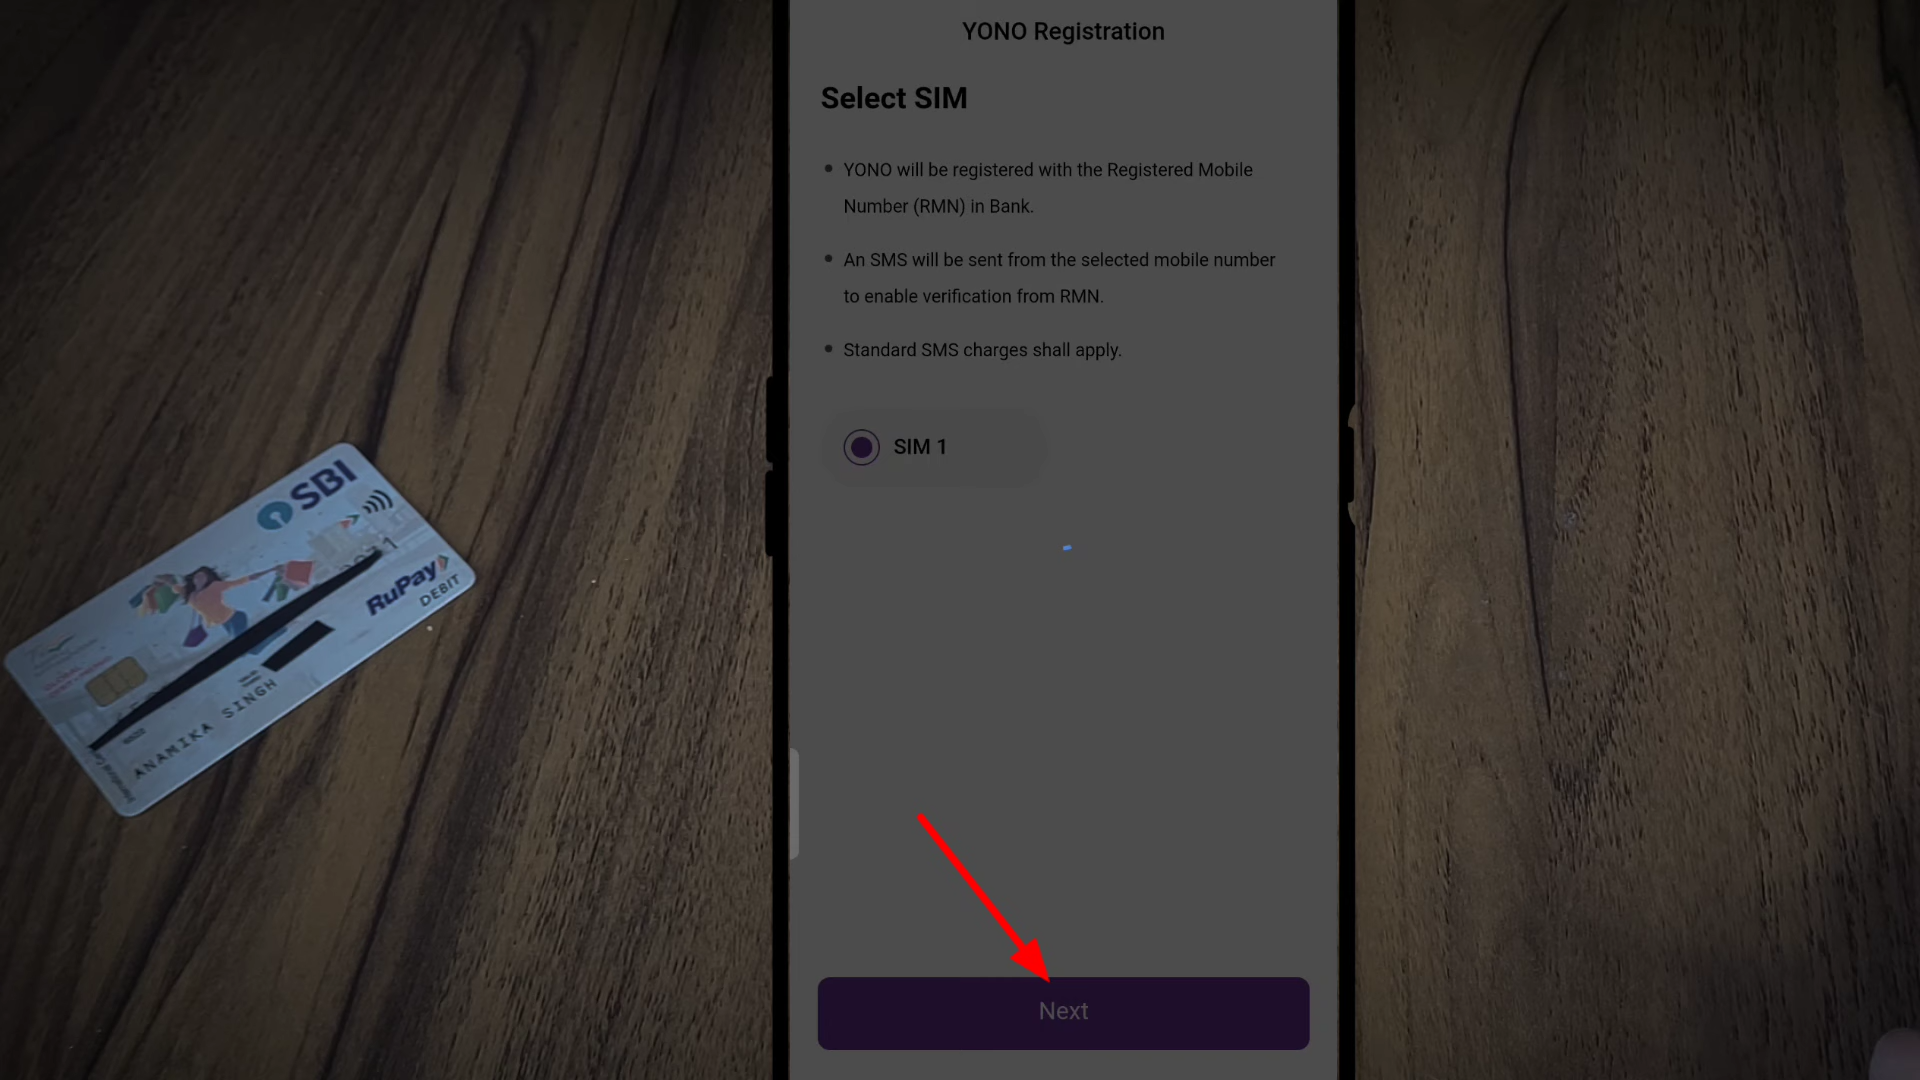 YONO Registration
Select SIM
YONO will be registered with the Registered Mobile
Number (RMN) in Bank.
An SMS will be sent from the selected mobile number
to enable verification from RMN.
Standard SMS charges shall apply.
SIM 1
Next
SBI
RuPay
DEBIT
ANAMIKA SINGH